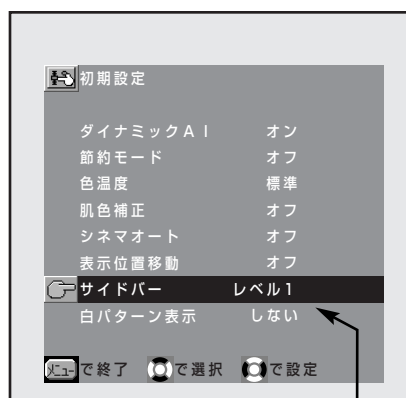 初期設定
ダイナミックＡＩ オン
節約モード オフ
色温度 標準
肌色補正 オフ
シネマオート オフ
表示位置移動 オフ
サイドバー レベル1
白パターン表示 しない
メニューで終了 で選択 で設定